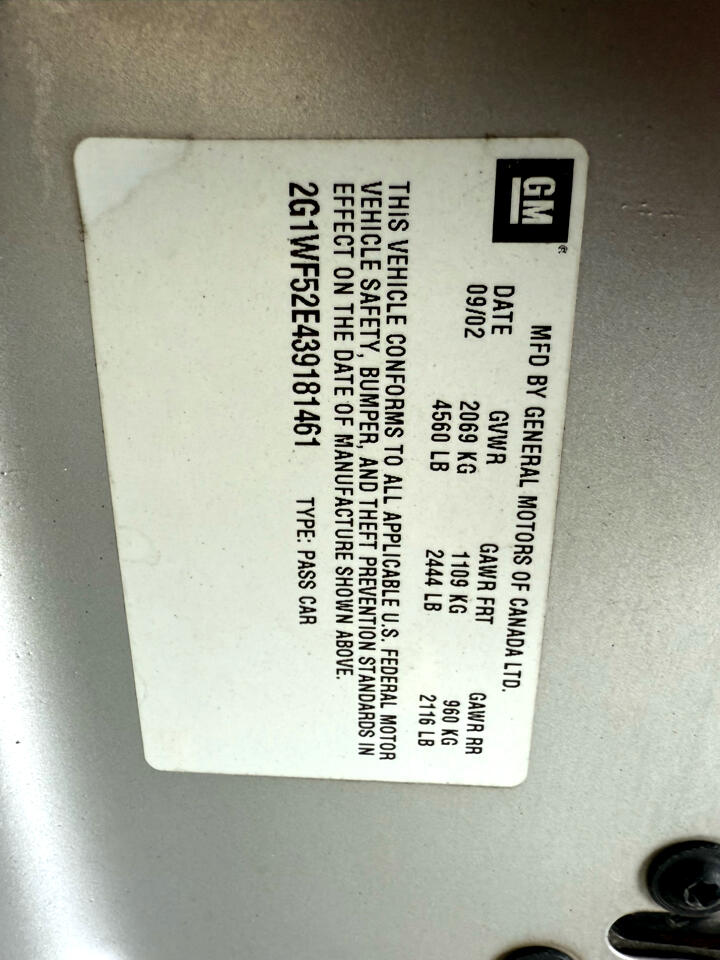 GM®
MFD BY GENERAL MOTORS OF CANADA LTD.
DATE GVWR GAWR FRT GAWR RR
09/02 2069 KG 1109 KG 960 KG
4560 LB 2444 LB 2116 LB
THIS VEHICLE CONFORMS TO ALL APPLICABLE U.S. FEDERAL MOTOR
VEHICLE SAFETY, BUMPER, AND THEFT PREVENTION STANDARDS IN
EFFECT ON THE DATE OF MANUFACTURE SHOWN ABOVE.
2G1WF52E439181461 TYPE: PASS CAR